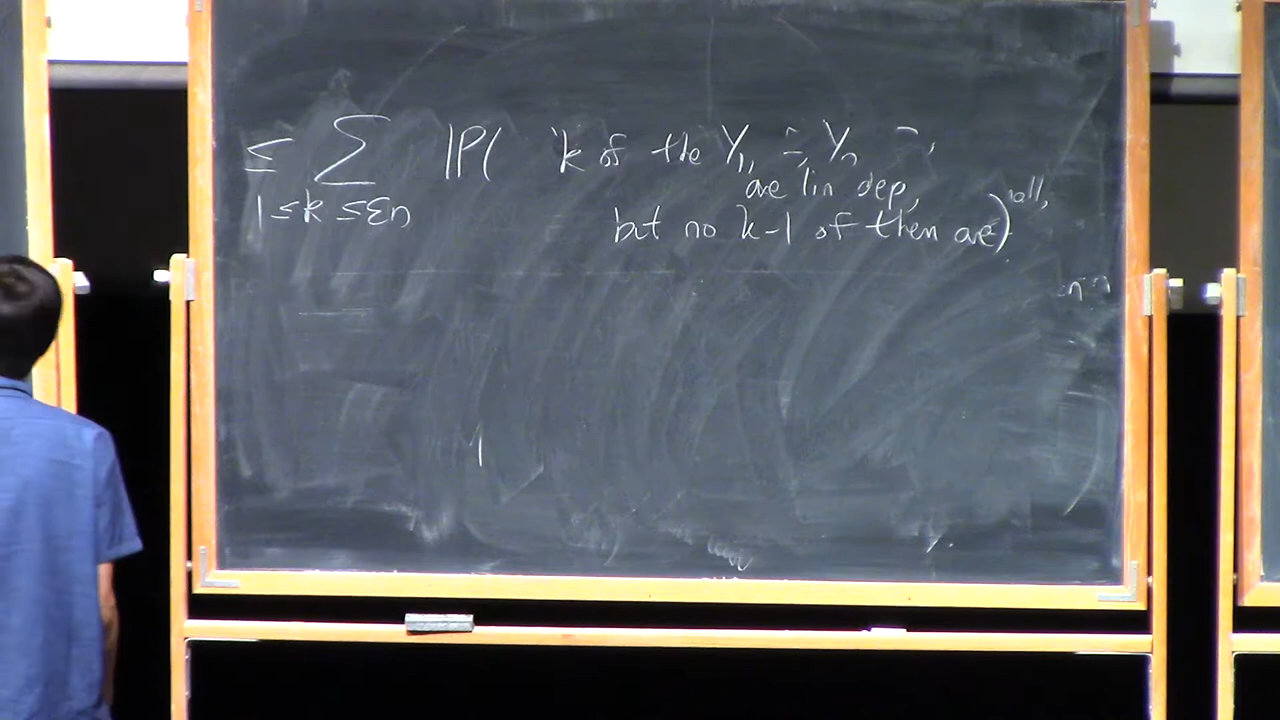 ≤ ∑ ℙ( k of the Y₁, ..., Yₙ
1≤k≤εn
are lin dep,
but no k-1 of them are)